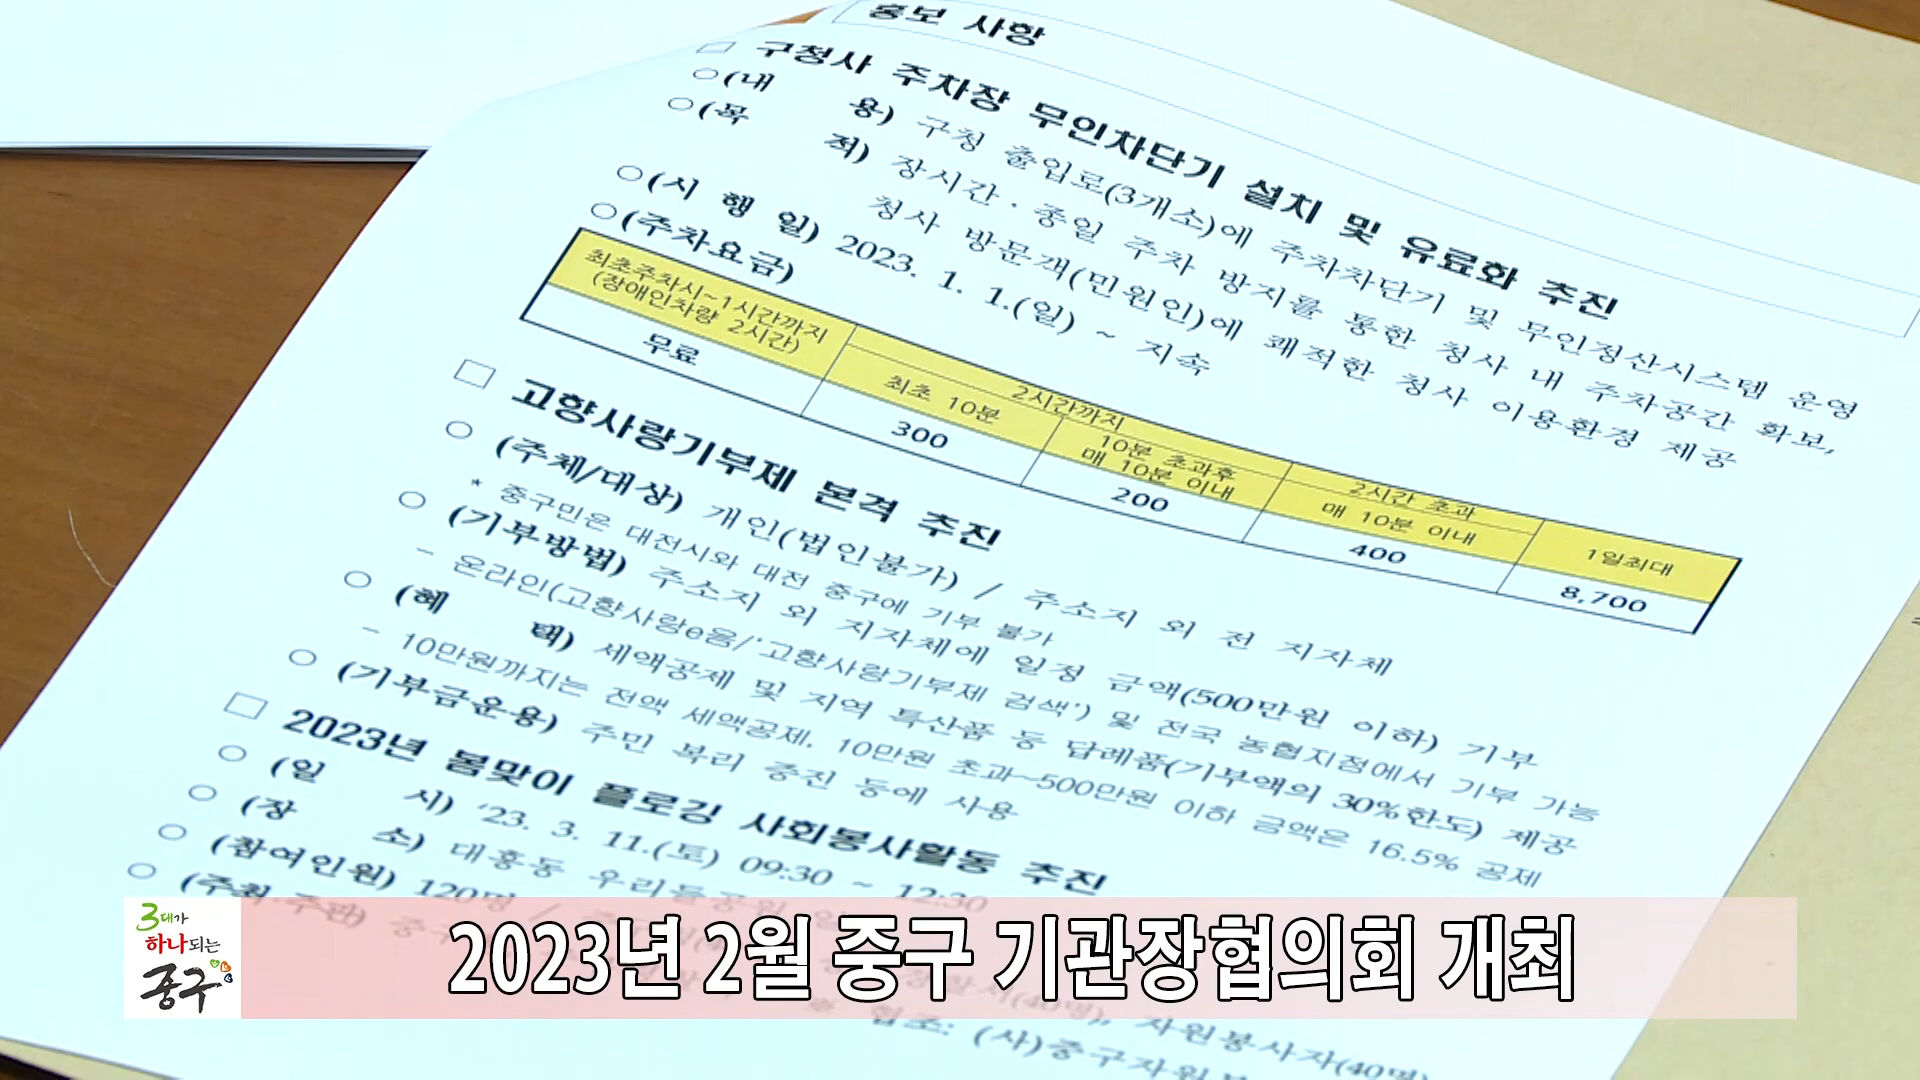 홍보 사항
□ 구청사 주차장 무인차단기 설치 및 유료화 추진
○(내 용) 구청 출입로(3개소)에 주차차단기 및 무인정산시스템 운영
○(목 적) 장시간·종일 주차 방지를 통한 청사 내 주차공간 확보,
청사 방문객(민원인)에 쾌적한 청사 이용환경 제공
○(시 행 일) 2023. 1. 1.(일) ~ 지속
○(주차요금)
최초주차시~1시간까지
(장애인차량 2시간)
2시간까지
2시간 초과
1일최대
최초 10분
10분 초과후
매 10분 이내
매 10분 이내
무료 300 200 400 8,700
□ 고향사랑기부제 본격 추진
○ (주체/대상) 개인(법인불가) / 주소지 외 전 지자체
* 중구민은 대전시와 대전 중구에 기부 불가
○ (기부방법) 주소지 외 지자체에 일정 금액(500만원 이하) 기부
- 온라인(고향사랑e음/'고향사랑기부제 검색') 및 전국 농협지점에서 기부 가능
○ (혜 택) 세액공제 및 지역 특산품 등 답례품(기부액의 30%한도) 제공
- 10만원까지는 전액 세액공제, 10만원 초과~500만원 이하 금액은 16.5% 공제
○ (기부금운용) 주민 복리 증진 등에 사용
□ 2023년 봄맞이 플로깅 사회봉사활동 추진
○ (일 시) '23. 3. 11.(토) 09:30 ~ 12:30
○ (장 소) 대흥동 우리들공원
○ (참여인원) 120명 /
(40명), 자원봉사자(40명)
○ (주최·주관) 중구
협조: (사)중구자원
3대가
하나되는
중구
2023년 2월 중구 기관장협의회 개최